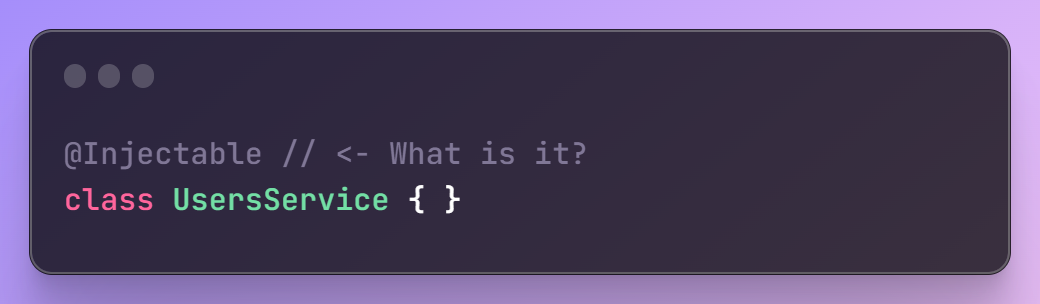 @Injectable // <- What is it?
class UsersService { }